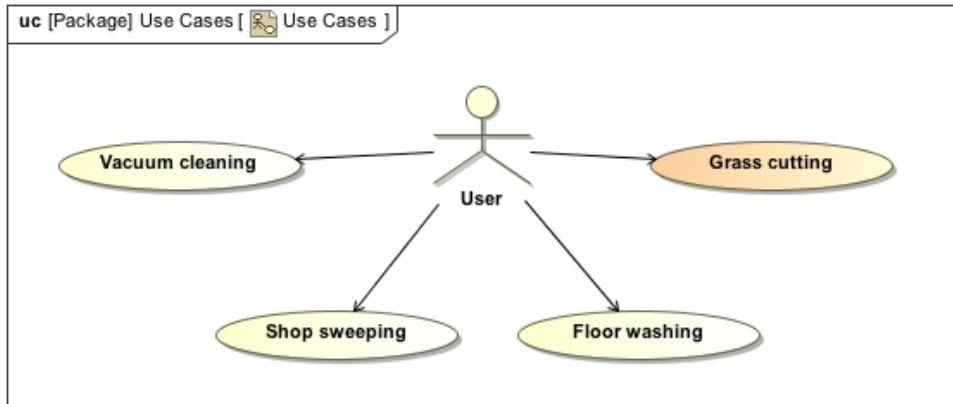 uc [Package] Use Cases [ Use Cases ]
Vacuum cleaning
Grass cutting
User
Shop sweeping
Floor washing